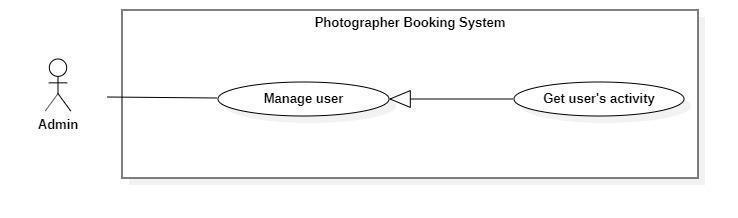 Photographer Booking System
Manage user
Get user's activity
Admin